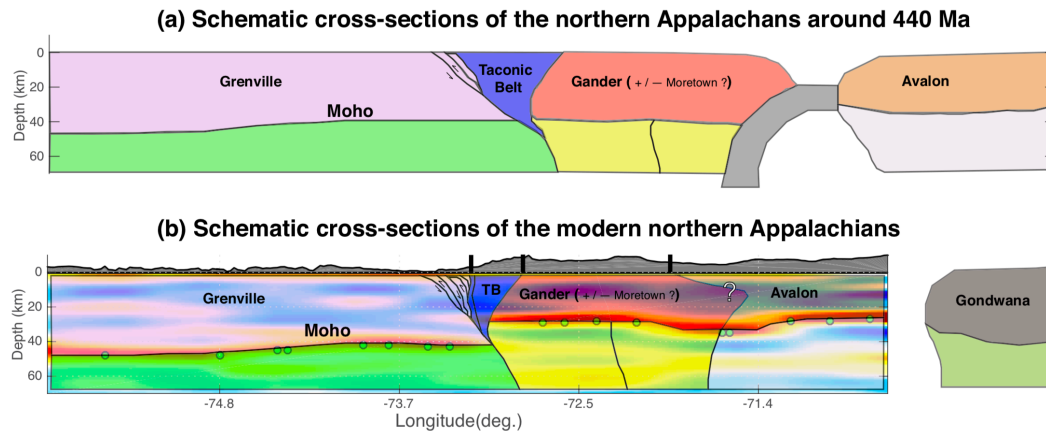 (a) Schematic cross-sections of the northern Appalachans around 440 Ma
0
20
40
60
Depth (km)
Grenville
Moho
Taconic
Belt
Gander ( + / — Moretown ? )
Avalon
(b) Schematic cross-sections of the modern northern Appalachians
0
20
40
60
Depth (km)
Grenville
Moho
TB
Gander ( + / — Moretown ? )
?
Avalon
Gondwana
-74.8
-73.7
-72.5
-71.4
Longitude(deg.)